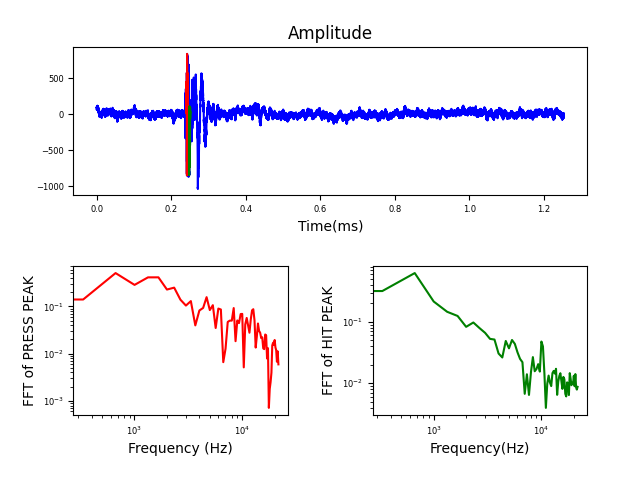 Amplitude
500
0
−500
−1000
0.0 0.2 0.4 0.6 0.8 1.0 1.2
Time(ms)
FFT of PRESS PEAK
10⁻¹
10⁻²
10⁻³
10³ 10⁴
Frequency (Hz)
FFT of HIT PEAK
10⁻¹
10⁻²
10³ 10⁴
Frequency(Hz)